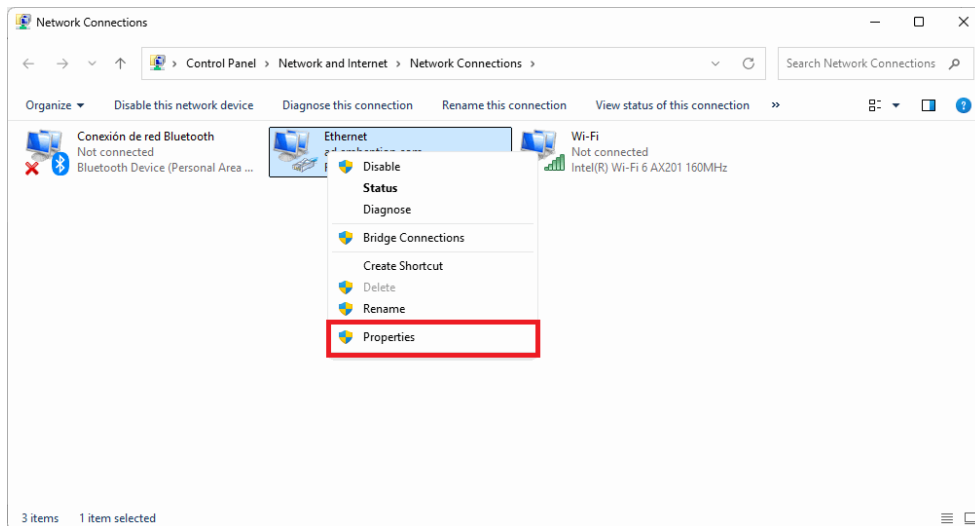 Network Connections
Control Panel > Network and Internet > Network Connections >
Search Network Connections
Organize
Disable this network device
Diagnose this connection
Rename this connection
View status of this connection
»
Conexión de red Bluetooth
Not connected
Bluetooth Device (Personal Area ...
Ethernet
Wi-Fi
Not connected
Intel(R) Wi-Fi 6 AX201 160MHz
Disable
Status
Diagnose
Bridge Connections
Create Shortcut
Delete
Rename
Properties
3 items
1 item selected